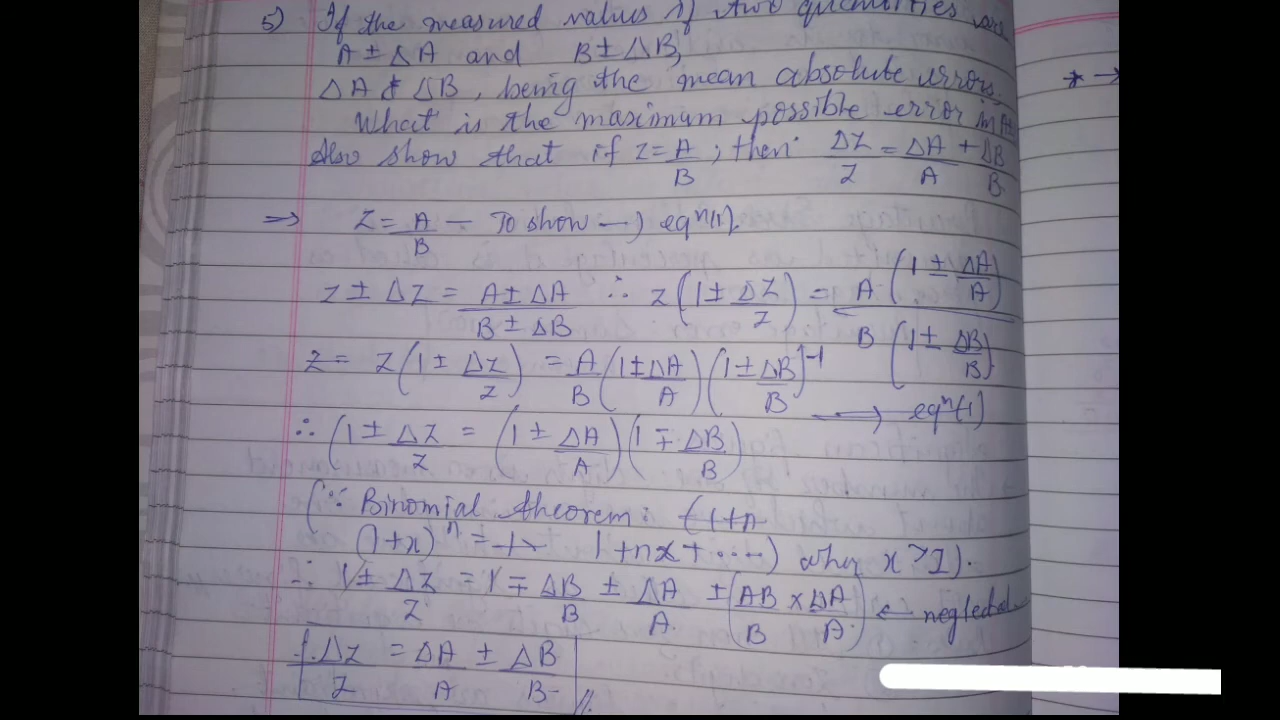 5) If the measured values of two quantities are
A ± ΔA and B ± ΔB,
ΔA & ΔB, being the mean absolute errors.
What is the maximum possible error in A±
Also show that if Z = A/B ; then ΔZ/Z = ΔA/A + ΔB/B
⇒ Z = A/B — To show —) eqⁿ(1).
Z ± ΔZ = A ± ΔA / B ± ΔB ∴ Z(1 ± ΔZ/Z) = A(1 ± ΔA/A) / B(1 ± ΔB/B)
Z = Z(1 ± ΔZ/Z) = A/B (1 ± ΔA/A)(1 ± ΔB/B)⁻¹ ⟶ eqⁿ(1)
∴ (1 ± ΔZ/Z = (1 ± ΔA/A)(1 ∓ ΔB/B)
(∵ Binomial theorem: (1+n
(1+x)ⁿ = 1+nx+....) wher x > 1).
∴ 1 ± ΔZ/Z = 1 ∓ ΔB/B ± ΔA/A ± (AB/B × ΔA/A) ← neglected
∴ ΔZ/Z = ΔA/A ± ΔB/B //.